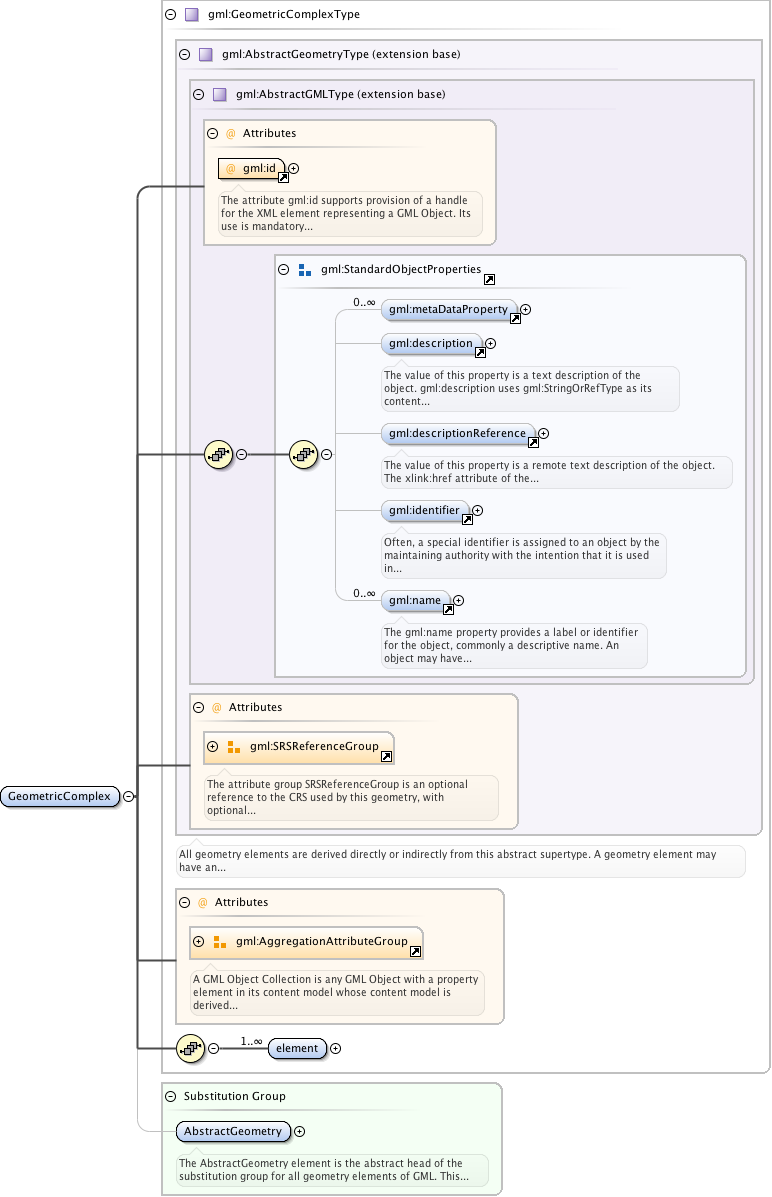 gml:GeometricComplexType
gml:AbstractGeometryType (extension base)
gml:AbstractGMLType (extension base)
@ Attributes
@ gml:id
The attribute gml:id supports provision of a handle
for the XML element representing a GML Object. Its
use is mandatory...
gml:StandardObjectProperties
0..∞
gml:metaDataProperty
gml:description
The value of this property is a text description of the
object. gml:description uses gml:StringOrRefType as its
content...
gml:descriptionReference
The value of this property is a remote text description of the object.
The xlink:href attribute of the...
gml:identifier
Often, a special identifier is assigned to an object by the
maintaining authority with the intention that it is used
in...
0..∞
gml:name
The gml:name property provides a label or identifier
for the object, commonly a descriptive name. An
object may have...
@ Attributes
gml:SRSReferenceGroup
The attribute group SRSReferenceGroup is an optional
reference to the CRS used by this geometry, with
optional...
GeometricComplex
All geometry elements are derived directly or indirectly from this abstract supertype. A geometry element may
have an...
@ Attributes
gml:AggregationAttributeGroup
A GML Object Collection is any GML Object with a property
element in its content model whose content model is
derived...
1..∞
element
Substitution Group
AbstractGeometry
The AbstractGeometry element is the abstract head of the
substitution group for all geometry elements of GML. This...